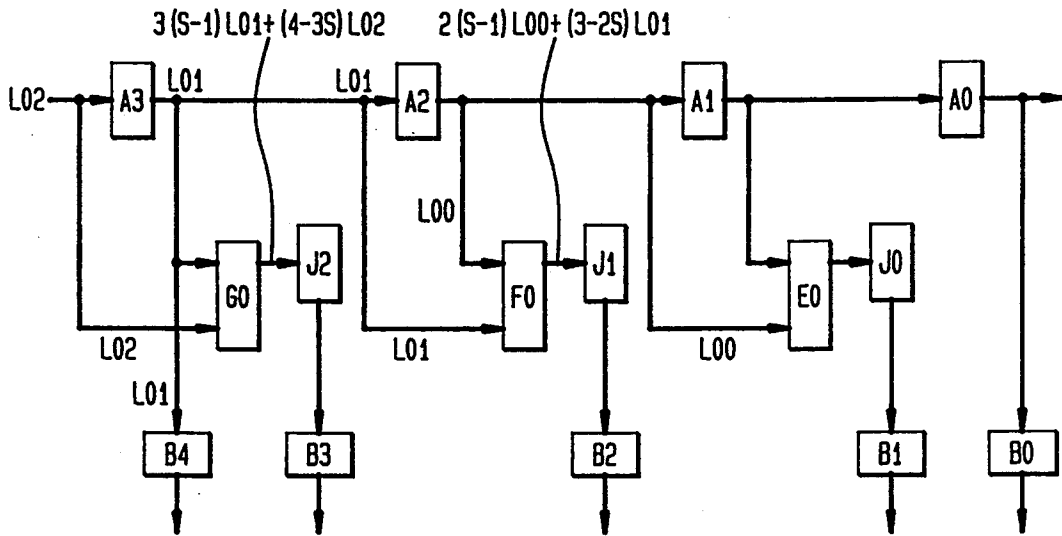 3(S-1)L01+(4-3S)L02
2(S-1)L00+(3-2S)L01
L02
A3
L01
L01
A2
A1
A0
L00
G0
J2
F0
J1
E0
J0
L02
L01
L00
L01
B4
B3
B2
B1
B0